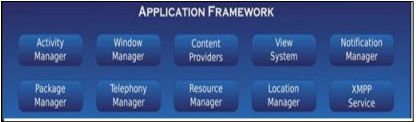 APPLICATION FRAMEWORK
Activity Manager
Window Manager
Content Providers
View System
Notification Manager
Package Manager
Telephony Manager
Resource Manager
Location Manager
XMPP Service